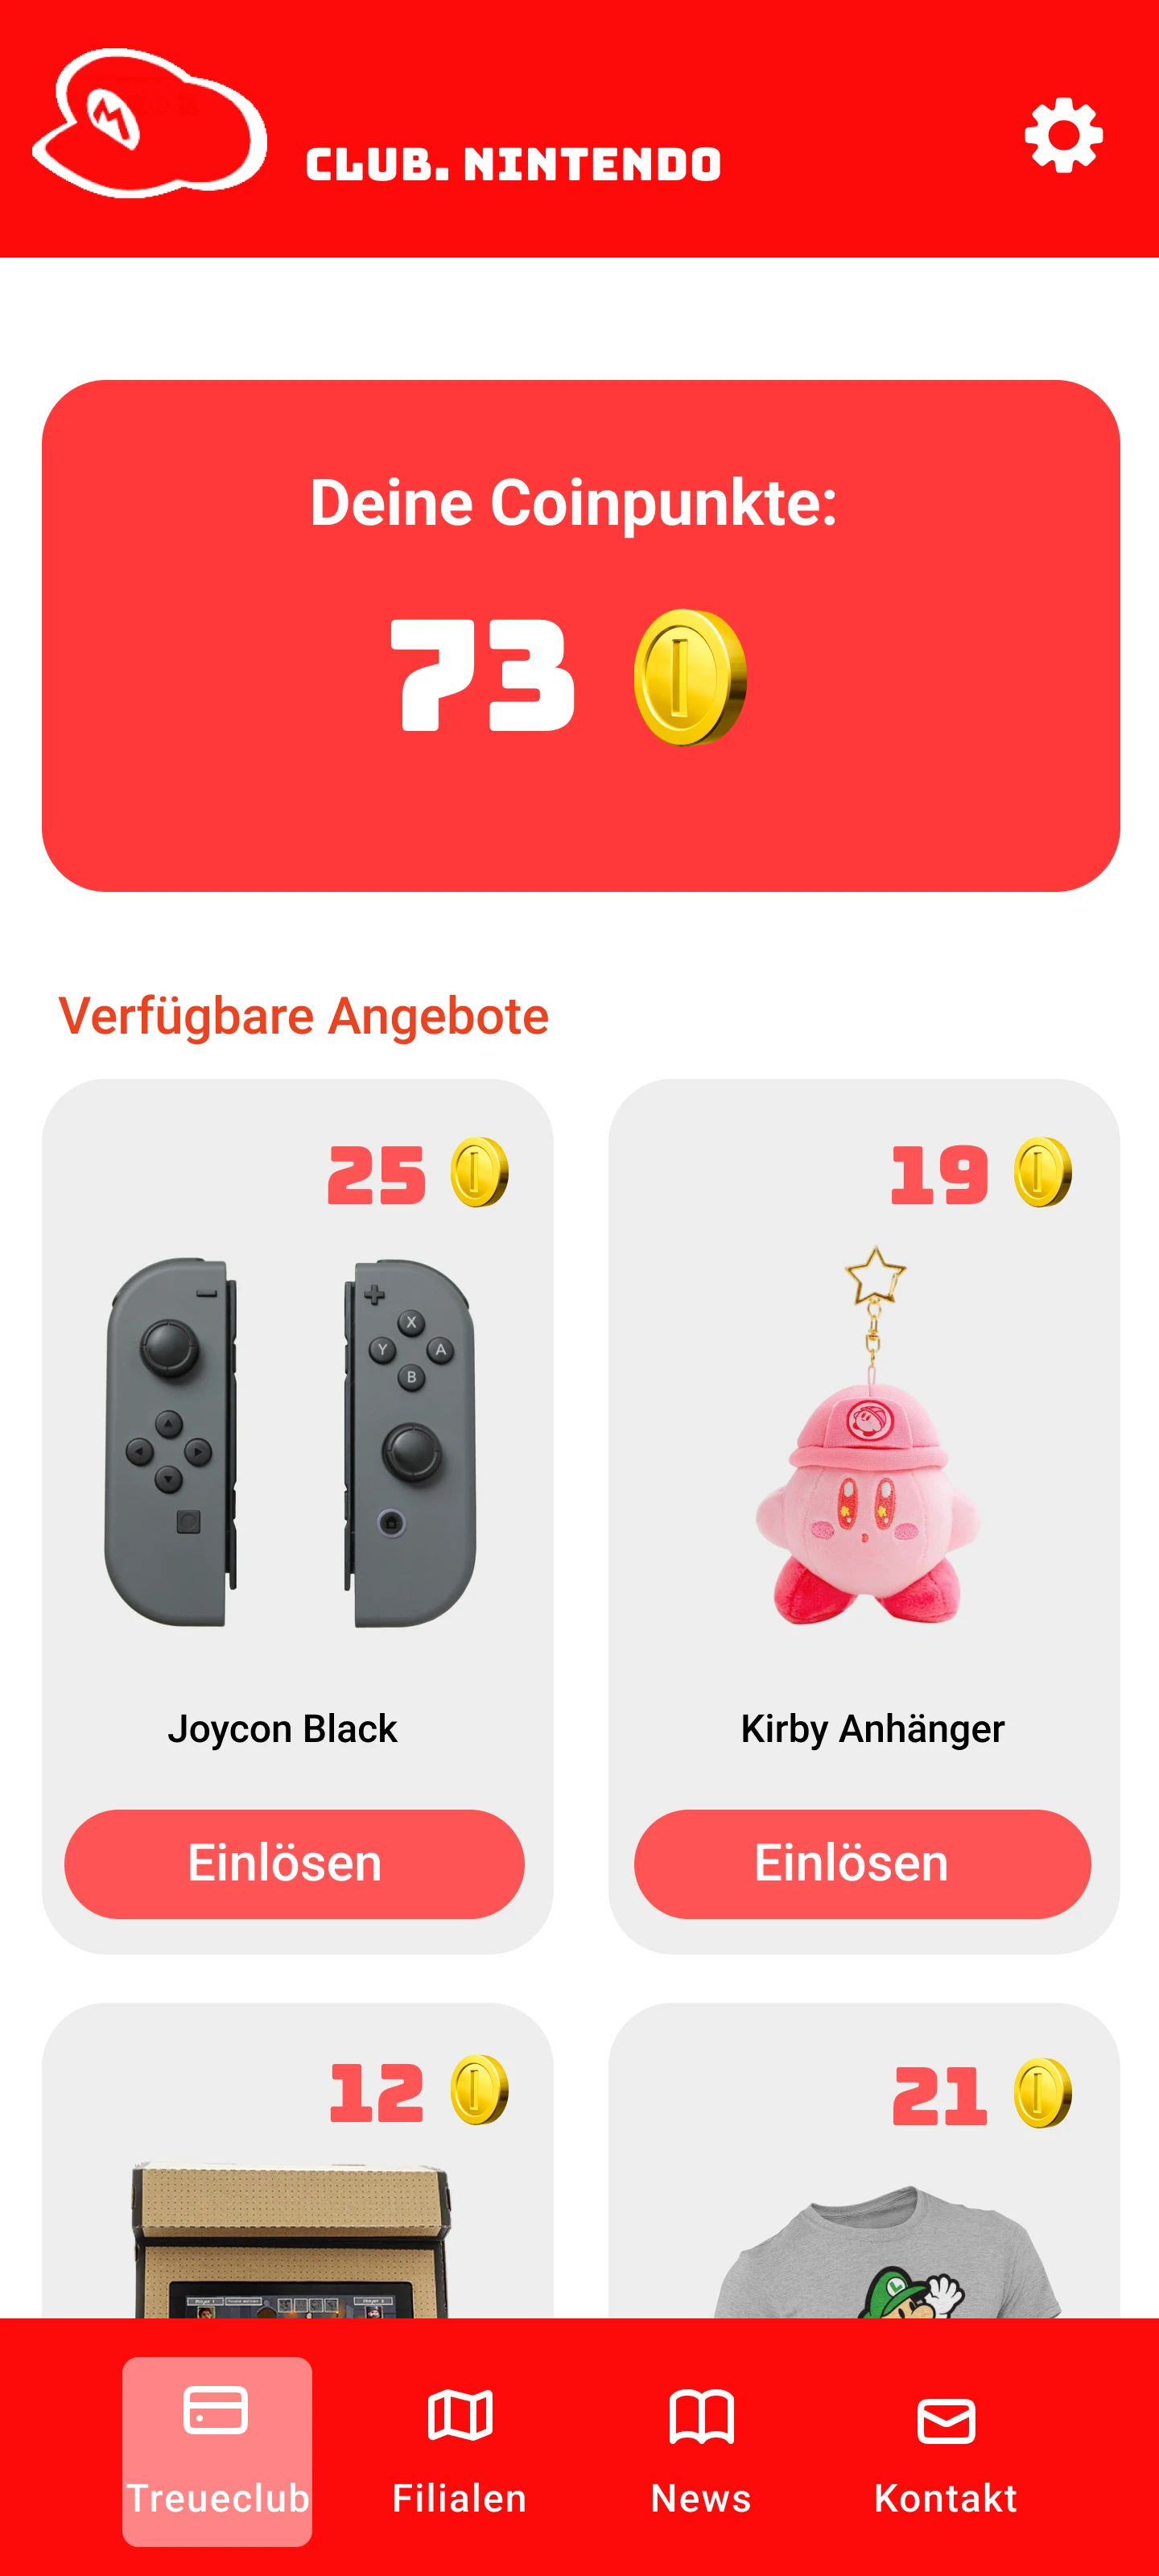 M
CLUB. NINTENDO
Deine Coinpunkte:
73
Verfügbare Angebote
25
19
X
Y A
B
Joycon Black
Kirby Anhänger
Einlösen
Einlösen
12
21
L
Treueclub
Filialen
News
Kontakt